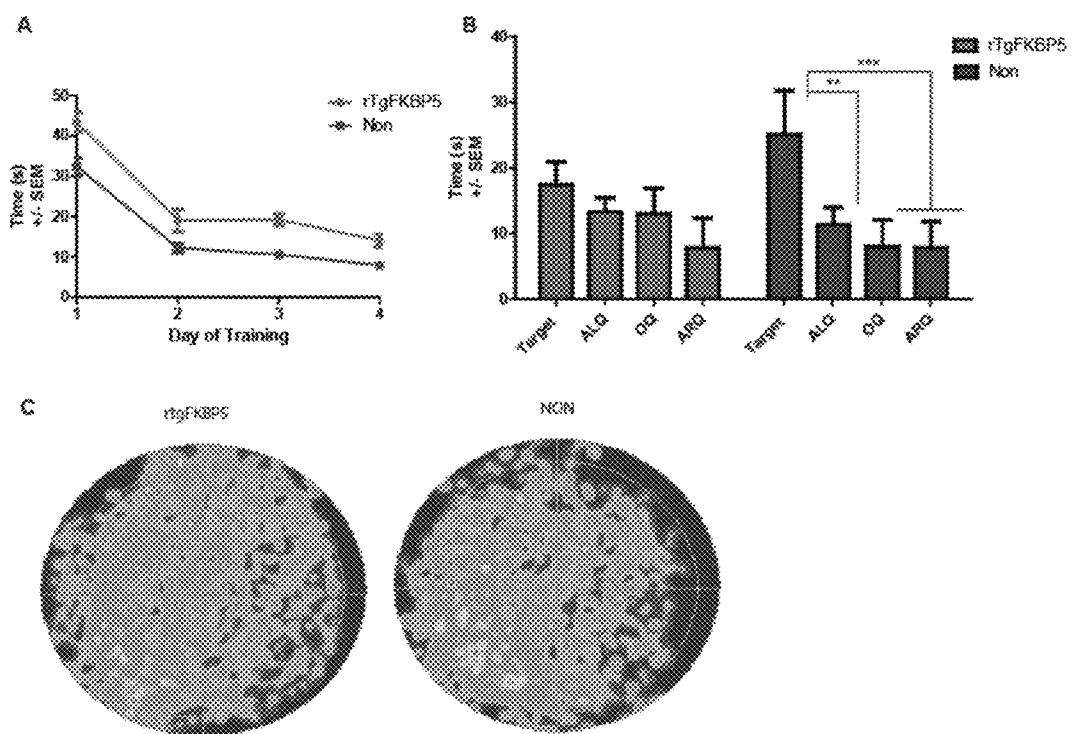 A
50
40
30
20
10
0
Time (s)
+/- SEM
1
2
3
4
Day of Training
rTgFKBP5
Non
B
40
30
20
10
0
Time (s)
+/- SEM
Target
ALQ
OQ
ARQ
Target
ALQ
OQ
ARQ
**
***
rTgFKBP5
Non
C
rtgFKBP5
NON